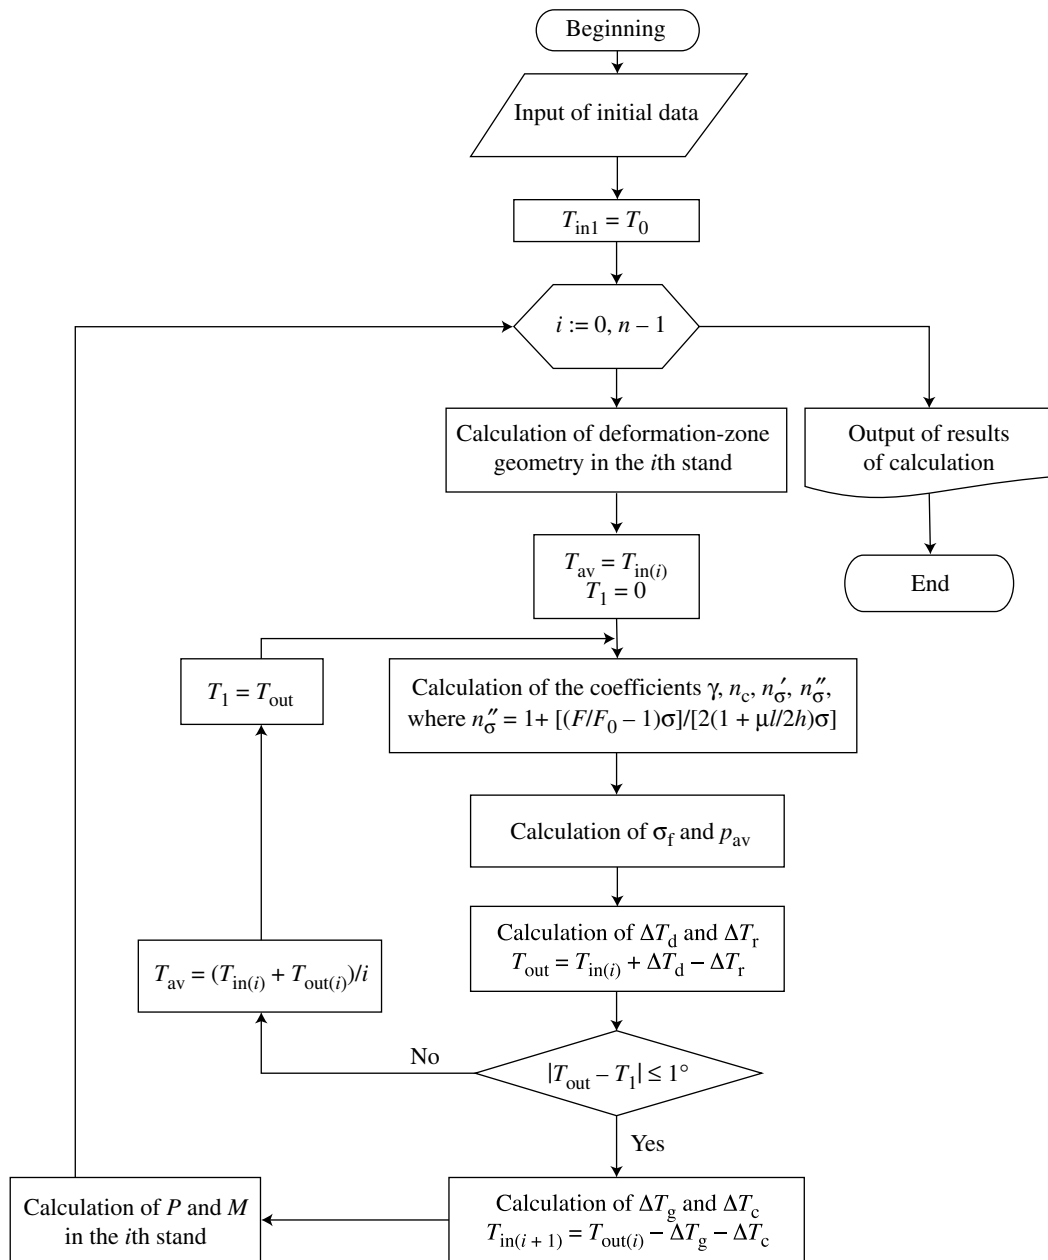 Beginning
Input of initial data
T_in1 = T_0
i := 0, n – 1
Calculation of deformation-zone
geometry in the ith stand
Output of results
of calculation
T_av = T_in(i)
T_1 = 0
End
T_1 = T_out
Calculation of the coefficients γ, n_c, n_σ′, n_σ″,
where n_σ″ = 1+ [(F/F_0 – 1)σ]/[2(1 + μl/2h)σ]
Calculation of σ_f and p_av
Calculation of ΔT_d and ΔT_r
T_out = T_in(i) + ΔT_d – ΔT_r
T_av = (T_in(i) + T_out(i))/i
No
|T_out – T_1| ≤ 1°
Yes
Calculation of P and M
in the ith stand
Calculation of ΔT_g and ΔT_c
T_in(i + 1) = T_out(i) – ΔT_g – ΔT_c